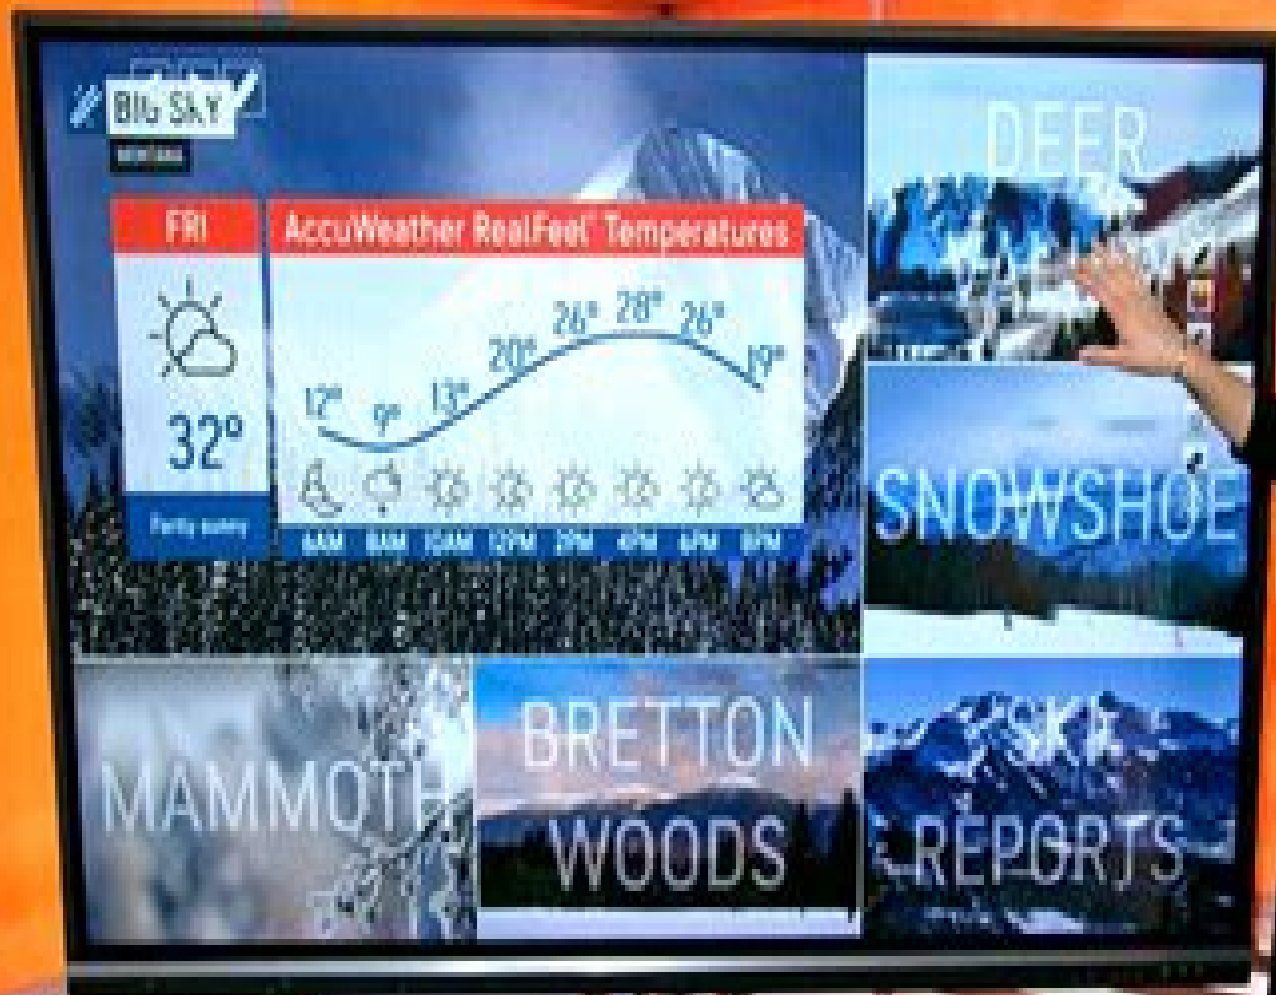 BIG SKY
MONTANA
FRI
AccuWeather RealFeel® Temperatures
32°
Partly sunny
12° 9° 13° 20° 26° 28° 26° 19°
6AM 8AM 10AM 12PM 2PM 4PM 6PM 8PM
DEER
SNOWSHOE
MAMMOTH
BRETTON
WOODS
SKI
REPORTS